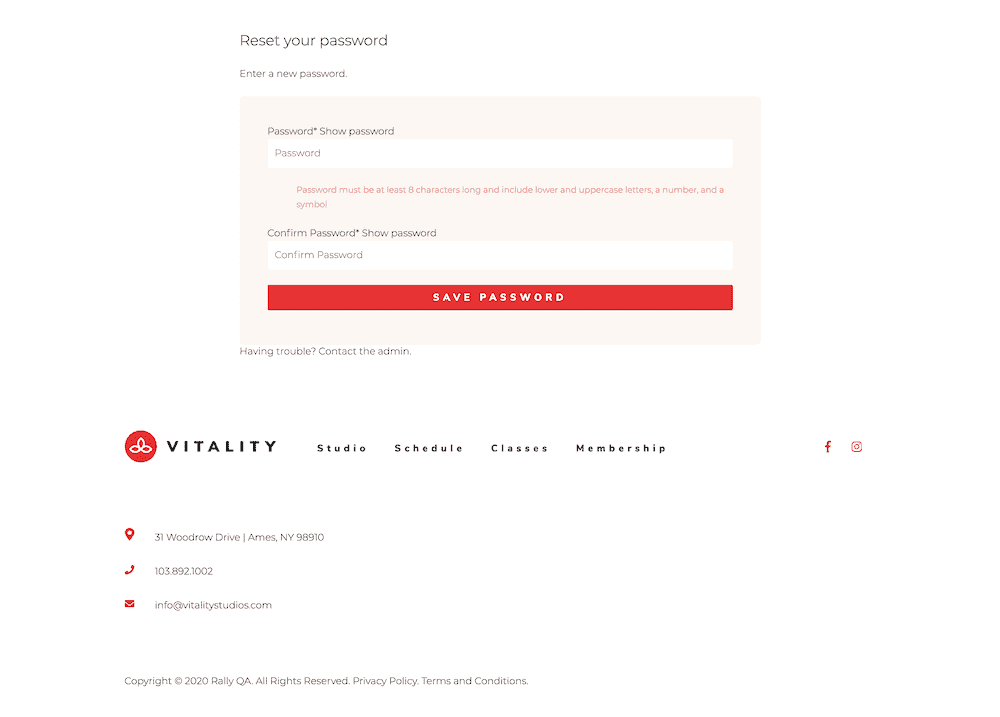 Reset your password
Enter a new password.
Password* Show password
Password
Password must be at least 8 characters long and include lower and uppercase letters, a number, and a
symbol
Confirm Password* Show password
Confirm Password
SAVE PASSWORD
Having trouble? Contact the admin.
VITALITY Studio Schedule Classes Membership
31 Woodrow Drive | Ames, NY 98910
103.892.1002
info@vitalitystudios.com
Copyright © 2020 Rally QA. All Rights Reserved. Privacy Policy. Terms and Conditions.